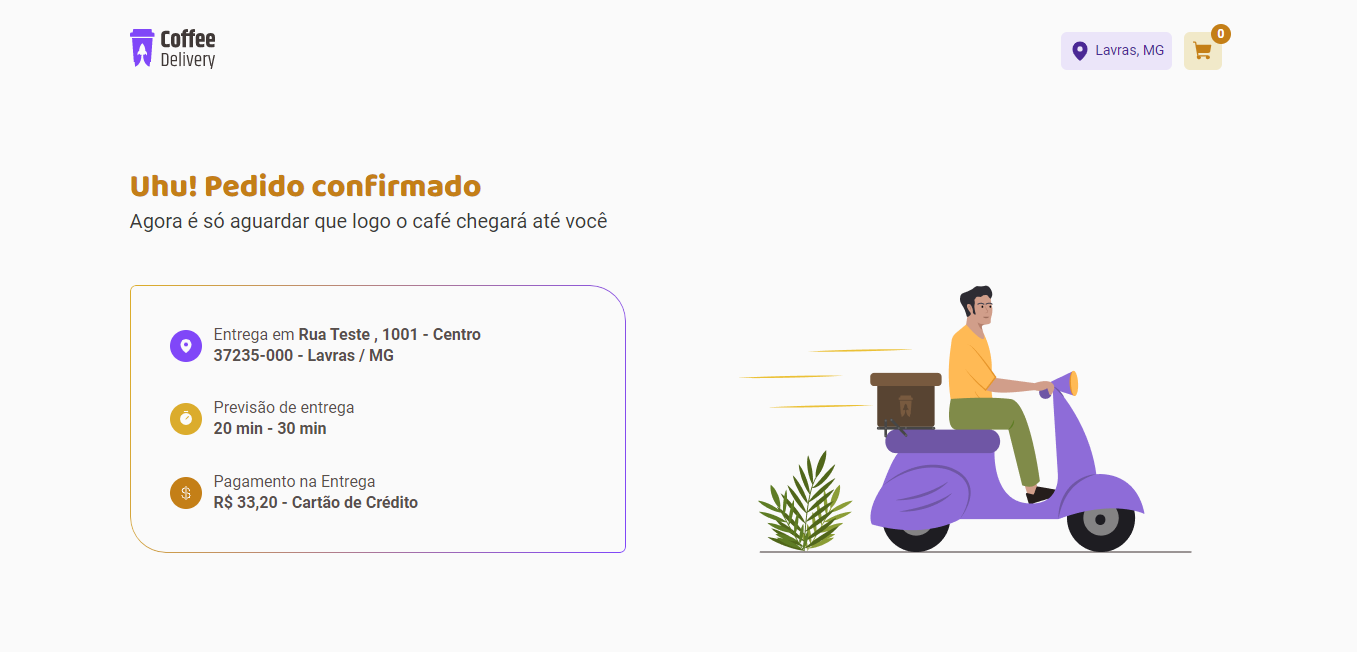 Coffee
Delivery
Lavras, MG
0
Uhu! Pedido confirmado
Agora é só aguardar que logo o café chegará até você
Entrega em Rua Teste , 1001 - Centro
37235-000 - Lavras / MG
Previsão de entrega
20 min - 30 min
$
Pagamento na Entrega
R$ 33,20 - Cartão de Crédito